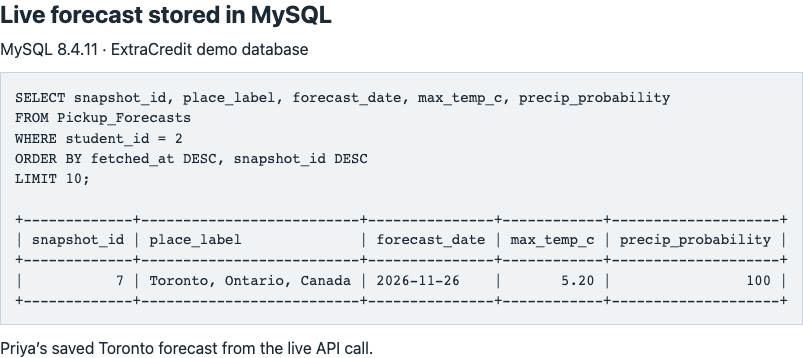 Live forecast stored in MySQL
MySQL 8.4.11 · ExtraCredit demo database
SELECT snapshot_id, place_label, forecast_date, max_temp_c, precip_probability
FROM Pickup_Forecasts
WHERE student_id = 2
ORDER BY fetched_at DESC, snapshot_id DESC
LIMIT 10;
+-------------+--------------------------+---------------+------------+--------------------+
| snapshot_id | place_label              | forecast_date | max_temp_c | precip_probability |
+-------------+--------------------------+---------------+------------+--------------------+
|           7 | Toronto, Ontario, Canada | 2026-11-26    |       5.20 |                100 |
+-------------+--------------------------+---------------+------------+--------------------+
Priya’s saved Toronto forecast from the live API call.